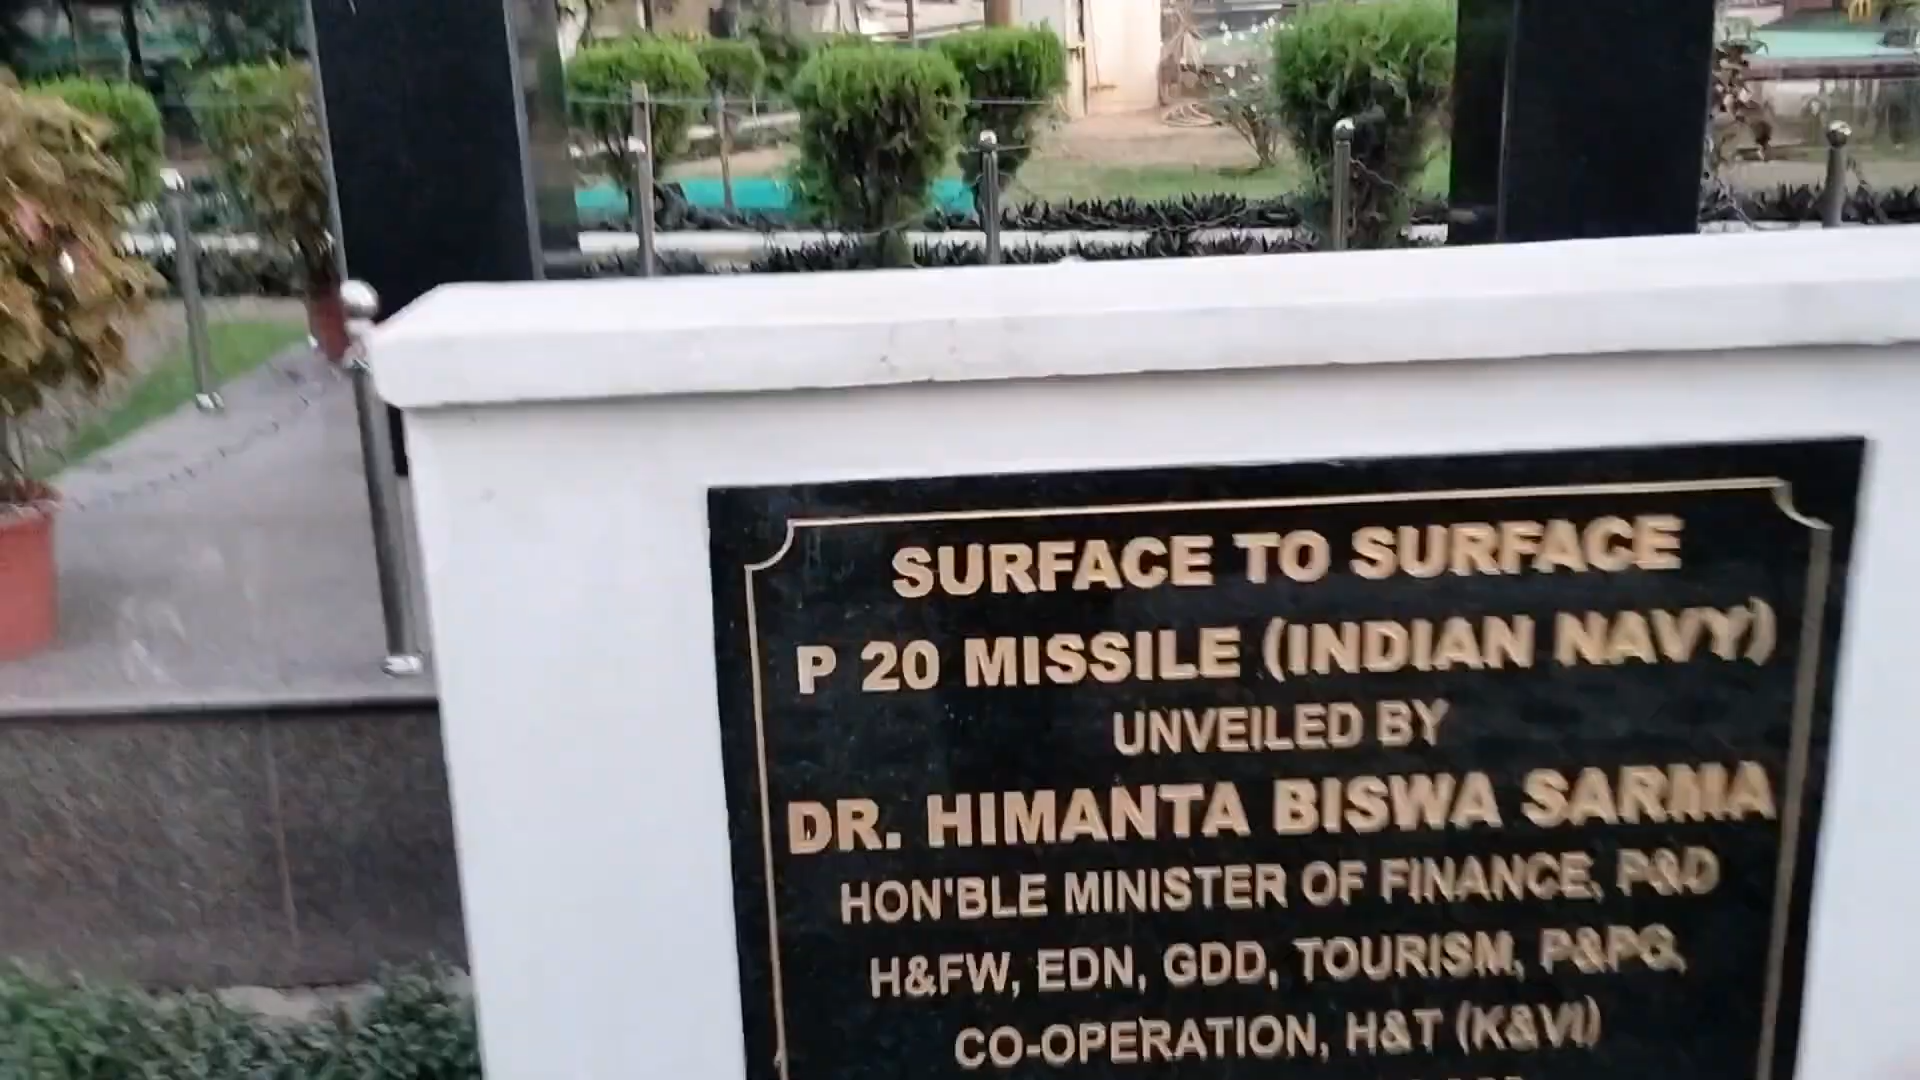 SURFACE TO SURFACE
P 20 MISSILE (INDIAN NAVY)
UNVEILED BY
DR. HIMANTA BISWA SARMA
HON'BLE MINISTER OF FINANCE, P&D
H&FW, EDN, GDD, TOURISM, P&PG,
CO-OPERATION, H&T (K&VI)